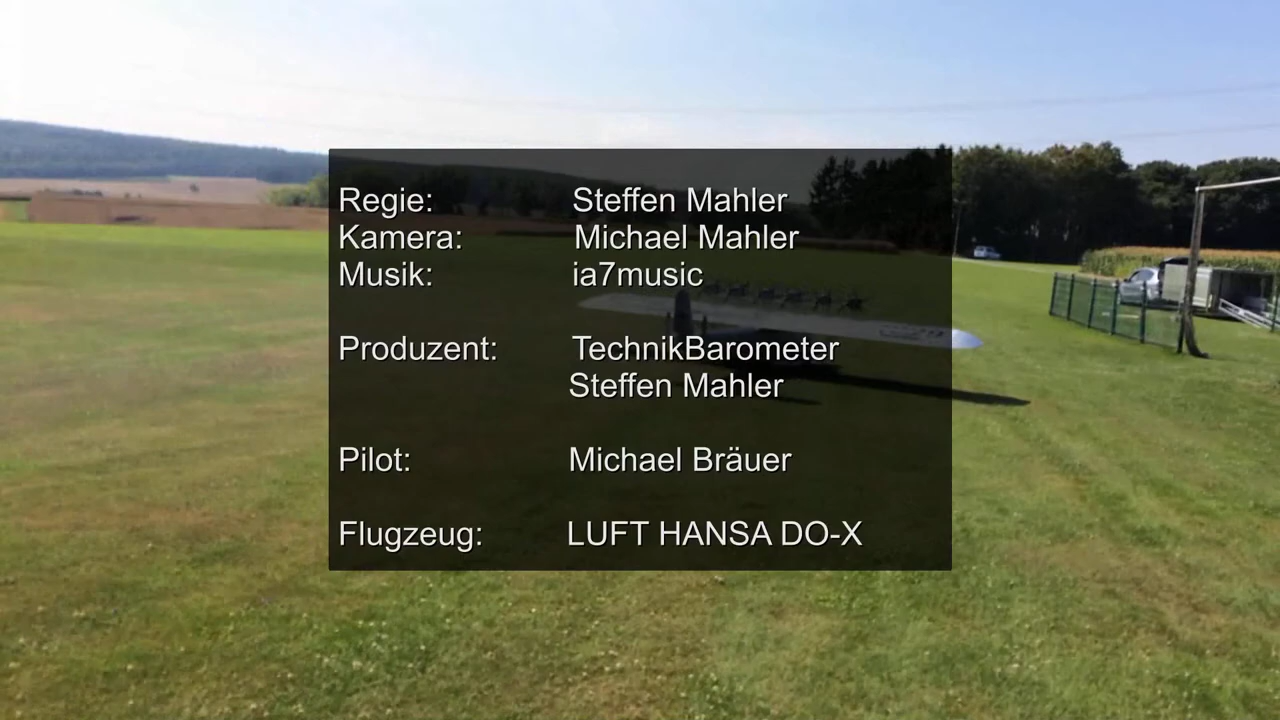 Regie: Steffen Mahler
Kamera: Michael Mahler
Musik: ia7music
Produzent: TechnikBarometer
Steffen Mahler
Pilot: Michael Bräuer
Flugzeug: LUFT HANSA DO-X